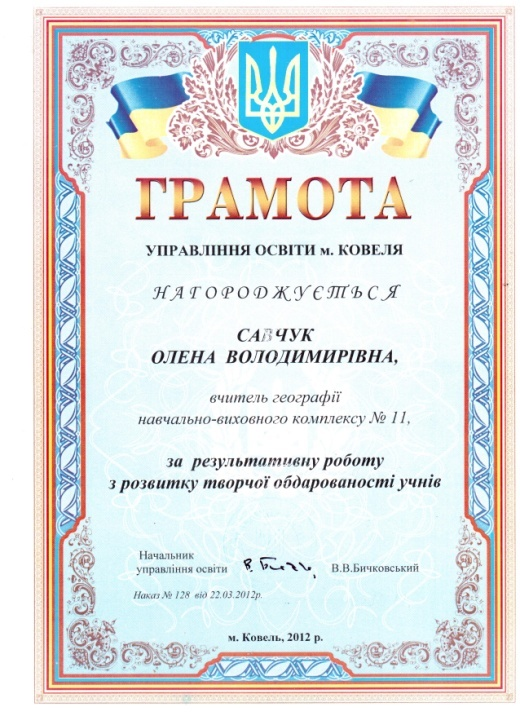 ГРАМОТА
УПРАВЛІННЯ ОСВІТИ м. КОВЕЛЯ
НАГОРОДЖУЄТЬСЯ
САВЧУК
ОЛЕНА ВОЛОДИМИРІВНА,
вчитель географії
навчально-виховного комплексу № 11,
за результативну роботу
з розвитку творчої обдарованості учнів
Начальник
управління освіти В.В.Бичковський
Наказ № 128 від 22.03.2012р.
м. Ковель, 2012 р.